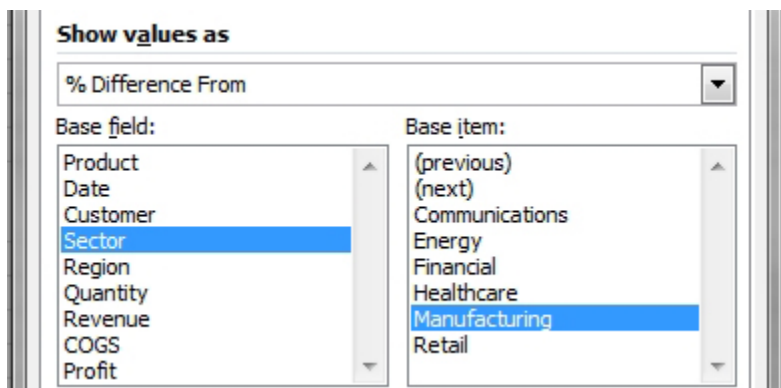 Show values as
% Difference From
Base field:
Base item:
Product
Date
Customer
Sector
Region
Quantity
Revenue
COGS
Profit
(previous)
(next)
Communications
Energy
Financial
Healthcare
Manufacturing
Retail